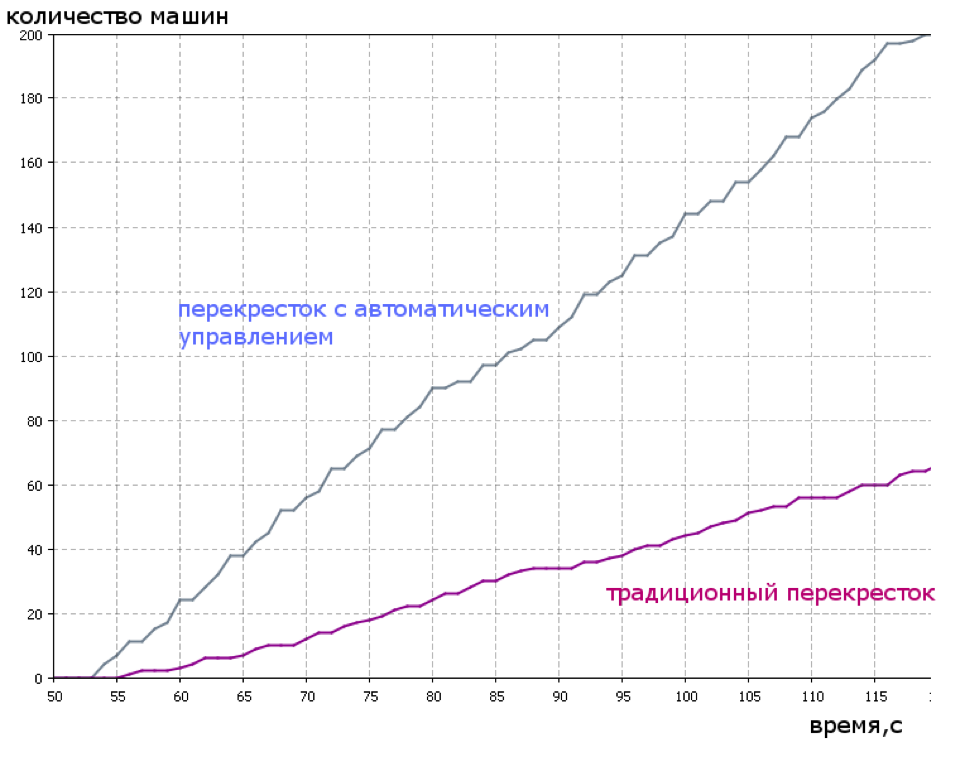 количество машин
200
180
160
140
120
перекресток с автоматическим
управлением
100
80
60
40
традиционный перекресток
20
0
50 55 60 65 70 75 80 85 90 95 100 105 110 115
время,с